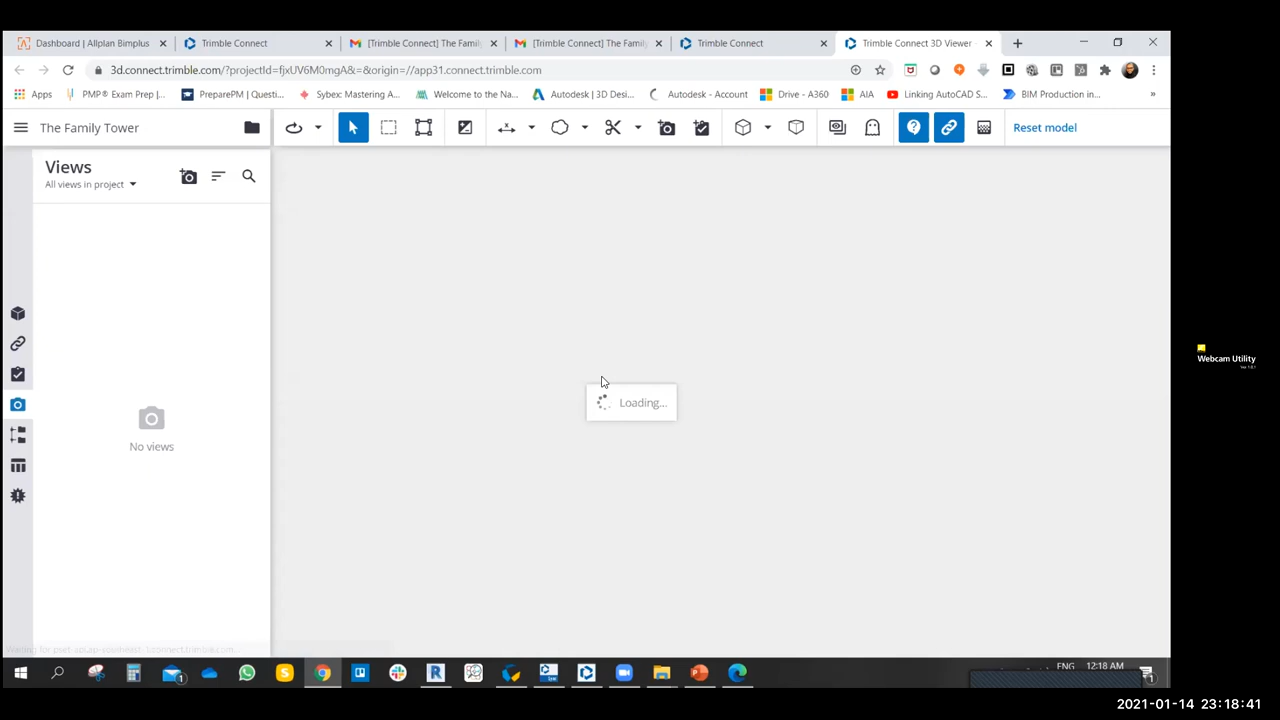 Dashboard | Allplan Bimplus
Trimble Connect
[Trimble Connect] The Family
[Trimble Connect] The Family
Trimble Connect
Trimble Connect 3D Viewer
3d.connect.trimble.com/?projectId=fjxUV6M0mgA&=&origin=//app31.connect.trimble.com
Apps
PMP® Exam Prep |...
PreparePM | Questi...
Sybex: Mastering A...
Welcome to the Na...
Autodesk | 3D Desi...
Autodesk - Account
Drive - A360
AIA
Linking AutoCAD S...
BIM Production in...
»
The Family Tower
Reset model
Views
All views in project
Loading...
No views
ENG
12:18 AM
1
1
Webcam Utility
2021-01-14 23:18:41